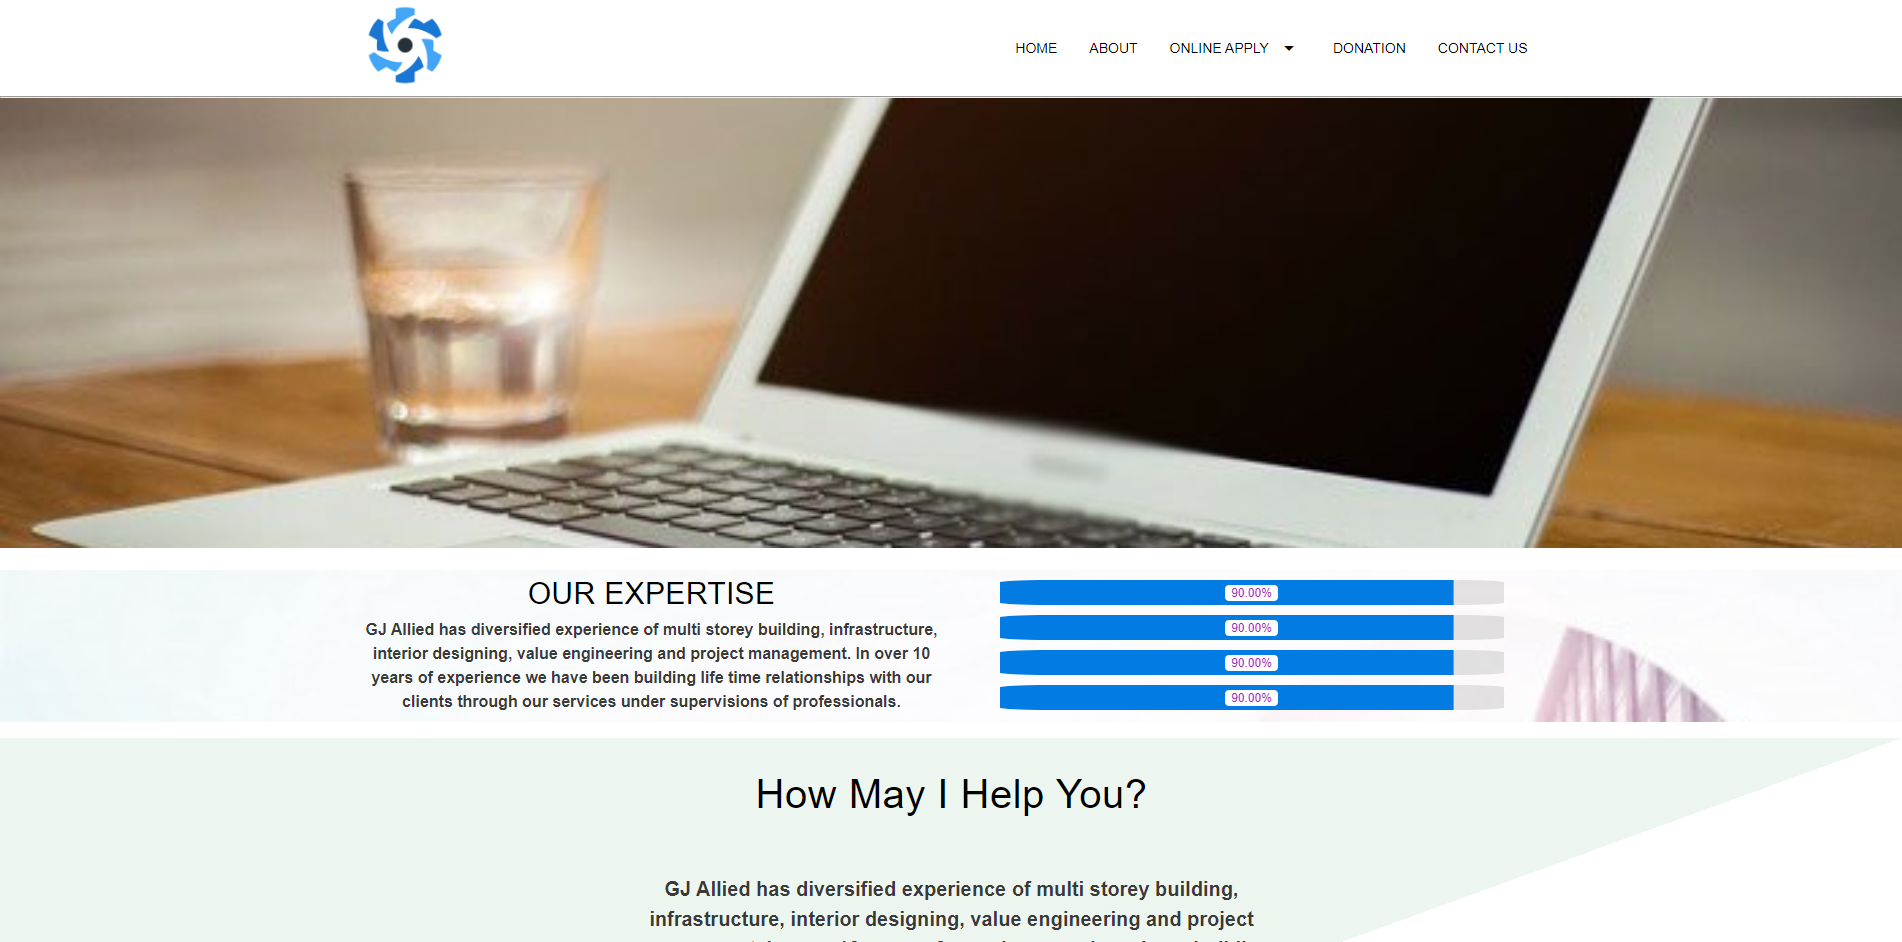 HOME ABOUT ONLINE APPLY DONATION CONTACT US
OUR EXPERTISE
GJ Allied has diversified experience of multi storey building, infrastructure,
interior designing, value engineering and project management. In over 10
years of experience we have been building life time relationships with our
clients through our services under supervisions of professionals.
90.00%
90.00%
90.00%
90.00%
How May I Help You?
GJ Allied has diversified experience of multi storey building,
infrastructure, interior designing, value engineering and project